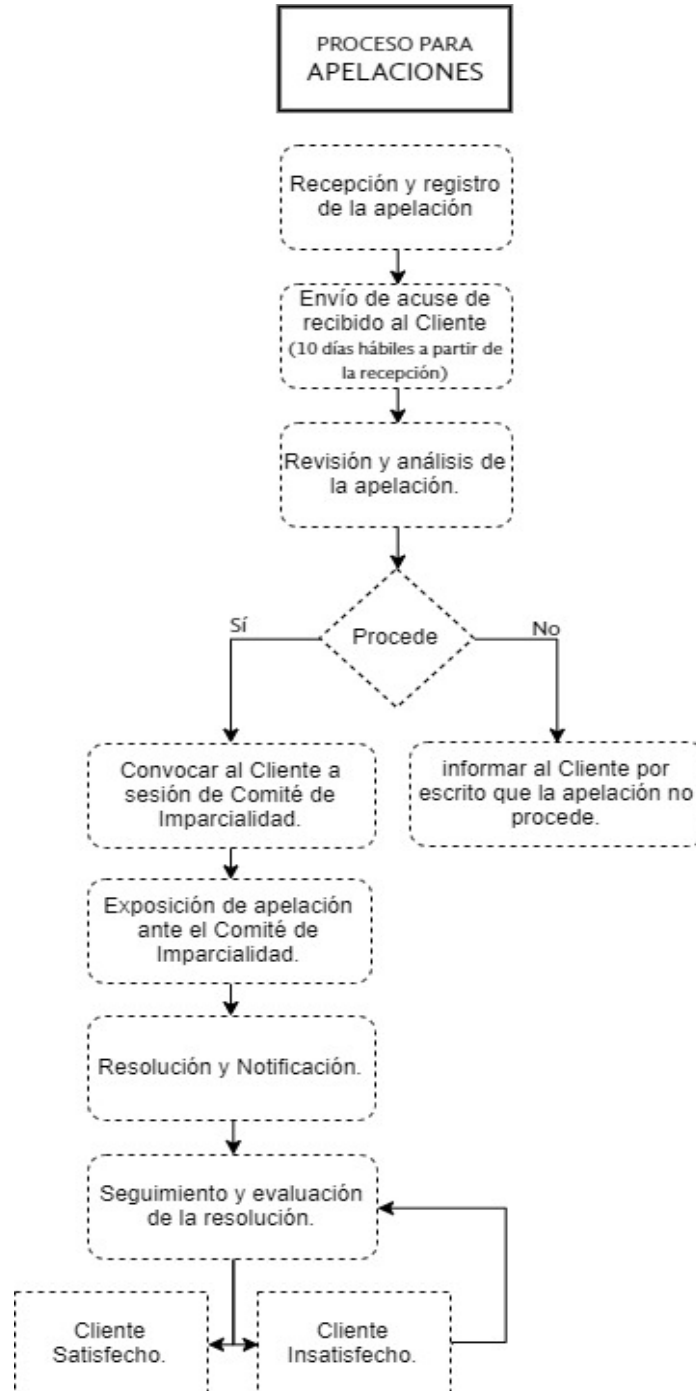 PROCESO PARA
APELACIONES
Recepción y registro
de la apelación
Envío de acuse de
recibido al Cliente
(10 días hábiles a partir de
la recepción)
Revisión y análisis de
la apelación.
Procede
Sí
No
Convocar al Cliente a
sesión de Comité de
Imparcialidad.
informar al Cliente por
escrito que la apelación no
procede.
Exposición de apelación
ante el Comité de
Imparcialidad.
Resolución y Notificación.
Seguimiento y evaluación
de la resolución.
Cliente
Satisfecho.
Cliente
Insatisfecho.